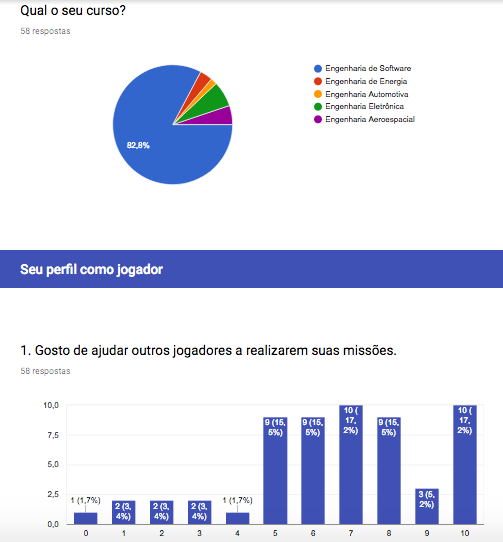 Qual o seu curso?
58 respostas
Engenharia de Software
Engenharia de Energia
Engenharia Automotiva
Engenharia Eletrônica
Engenharia Aeroespacial
82,8%
Seu perfil como jogador
1. Gosto de ajudar outros jogadores a realizarem suas missões.
58 respostas
10,0
7,5
5,0
2,5
0,0
1 (1,7%)
2 (3,
4%)
2 (3,
4%)
2 (3,
4%)
1 (1,7%)
9 (15,
5%)
9 (15,
5%)
10 (
17,
2%)
9 (15,
5%)
3 (5,
2%)
10 (
17,
2%)
0 1 2 3 4 5 6 7 8 9 10